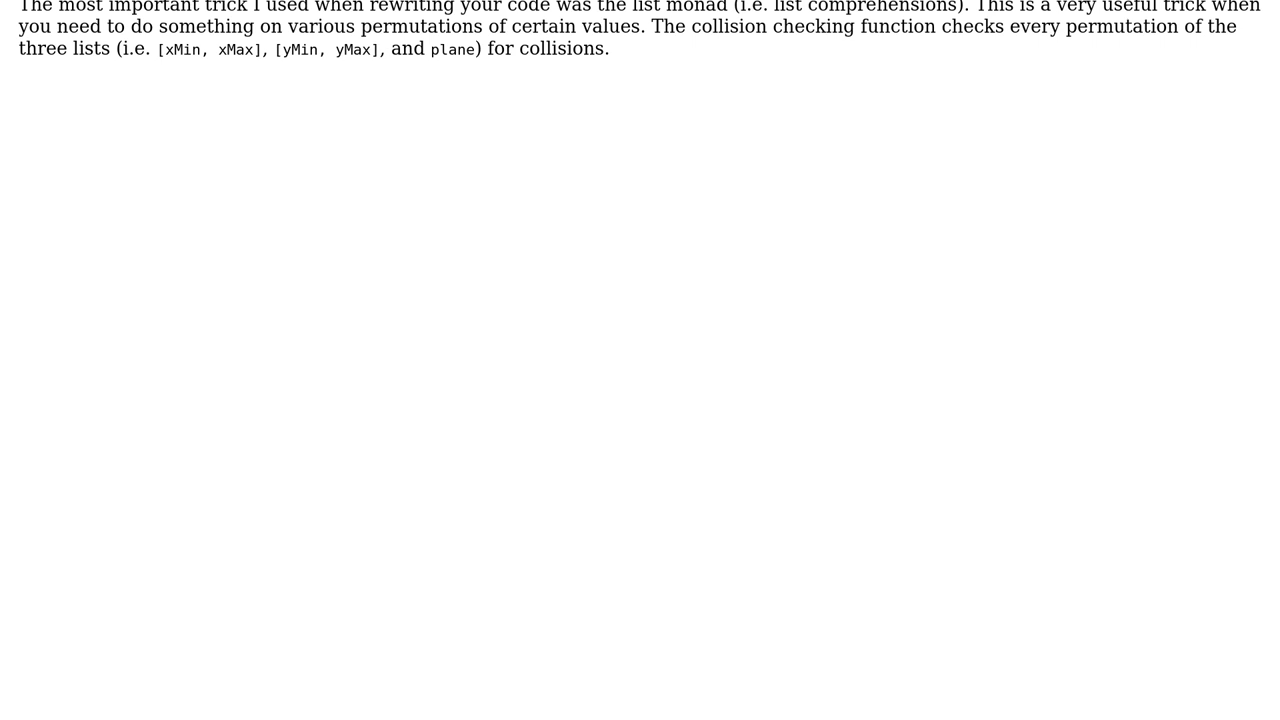 The most important trick I used when rewriting your code was the list monad (i.e. list comprehensions). This is a very useful trick when
you need to do something on various permutations of certain values. The collision checking function checks every permutation of the
three lists (i.e. [xMin, xMax], [yMin, yMax], and plane) for collisions.